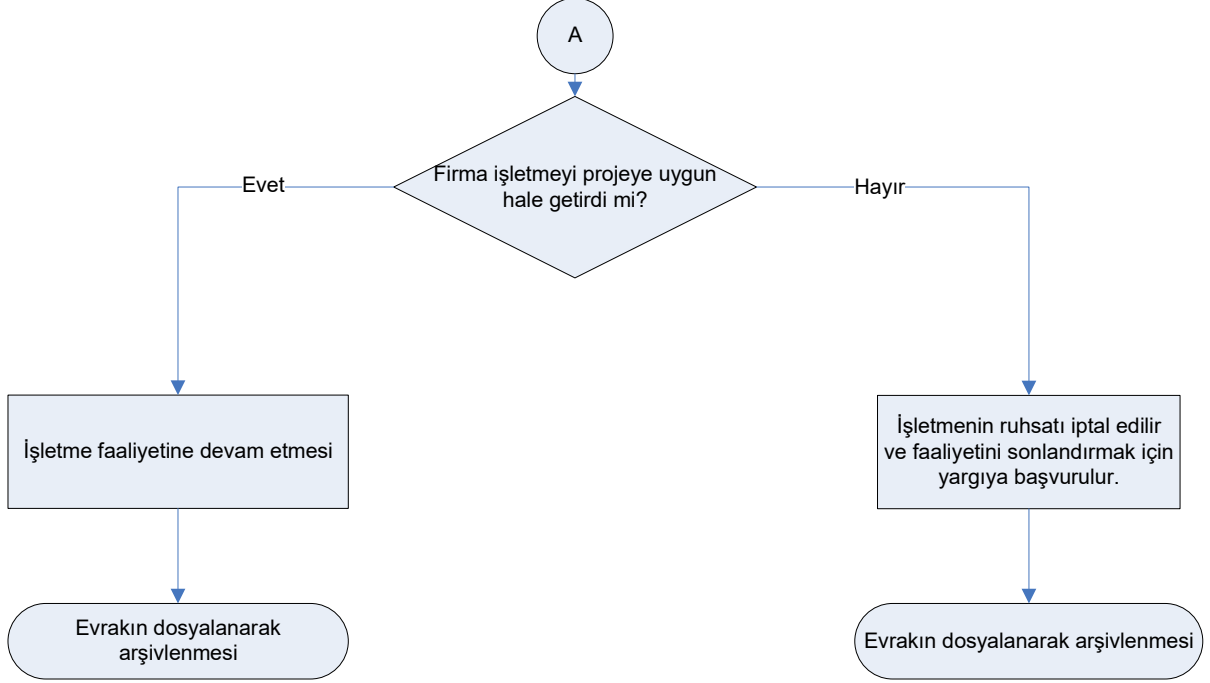 A
Firma işletmeyi projeye uygun
hale getirdi mi?
Evet
Hayır
İşletme faaliyetine devam etmesi
İşletmenin ruhsatı iptal edilir
ve faaliyetini sonlandırmak için
yargıya başvurulur.
Evrakın dosyalanarak
arşivlenmesi
Evrakın dosyalanarak arşivlenmesi